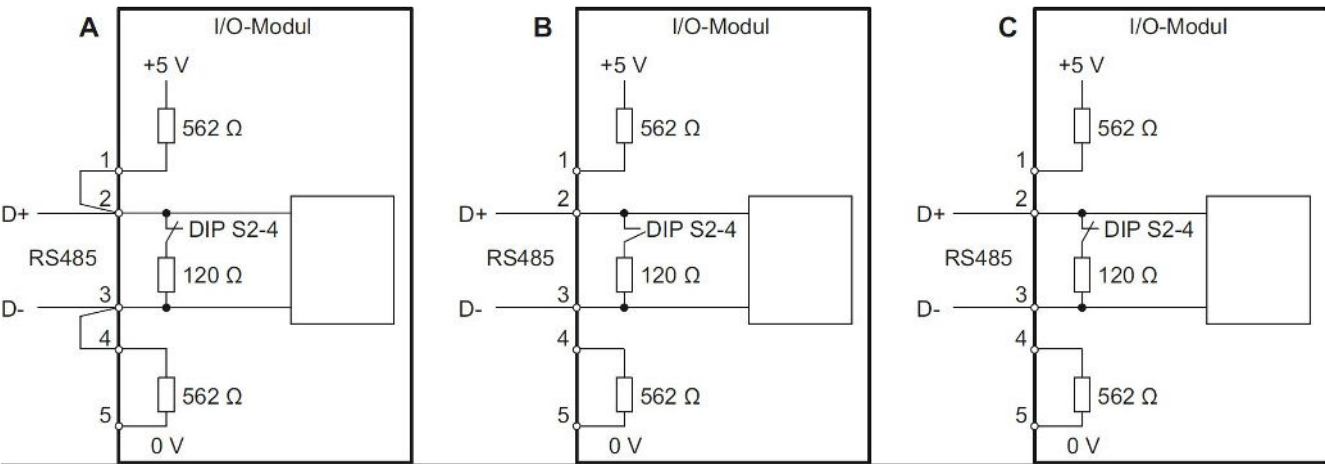 A
I/O-Modul
+5 V
562 Ω
1
2
D+
DIP S2-4
RS485
120 Ω
3
D-
4
562 Ω
5
0 V
B
I/O-Modul
+5 V
562 Ω
1
2
D+
DIP S2-4
RS485
120 Ω
3
D-
4
562 Ω
5
0 V
C
I/O-Modul
+5 V
562 Ω
1
2
D+
DIP S2-4
RS485
120 Ω
3
D-
4
562 Ω
5
0 V